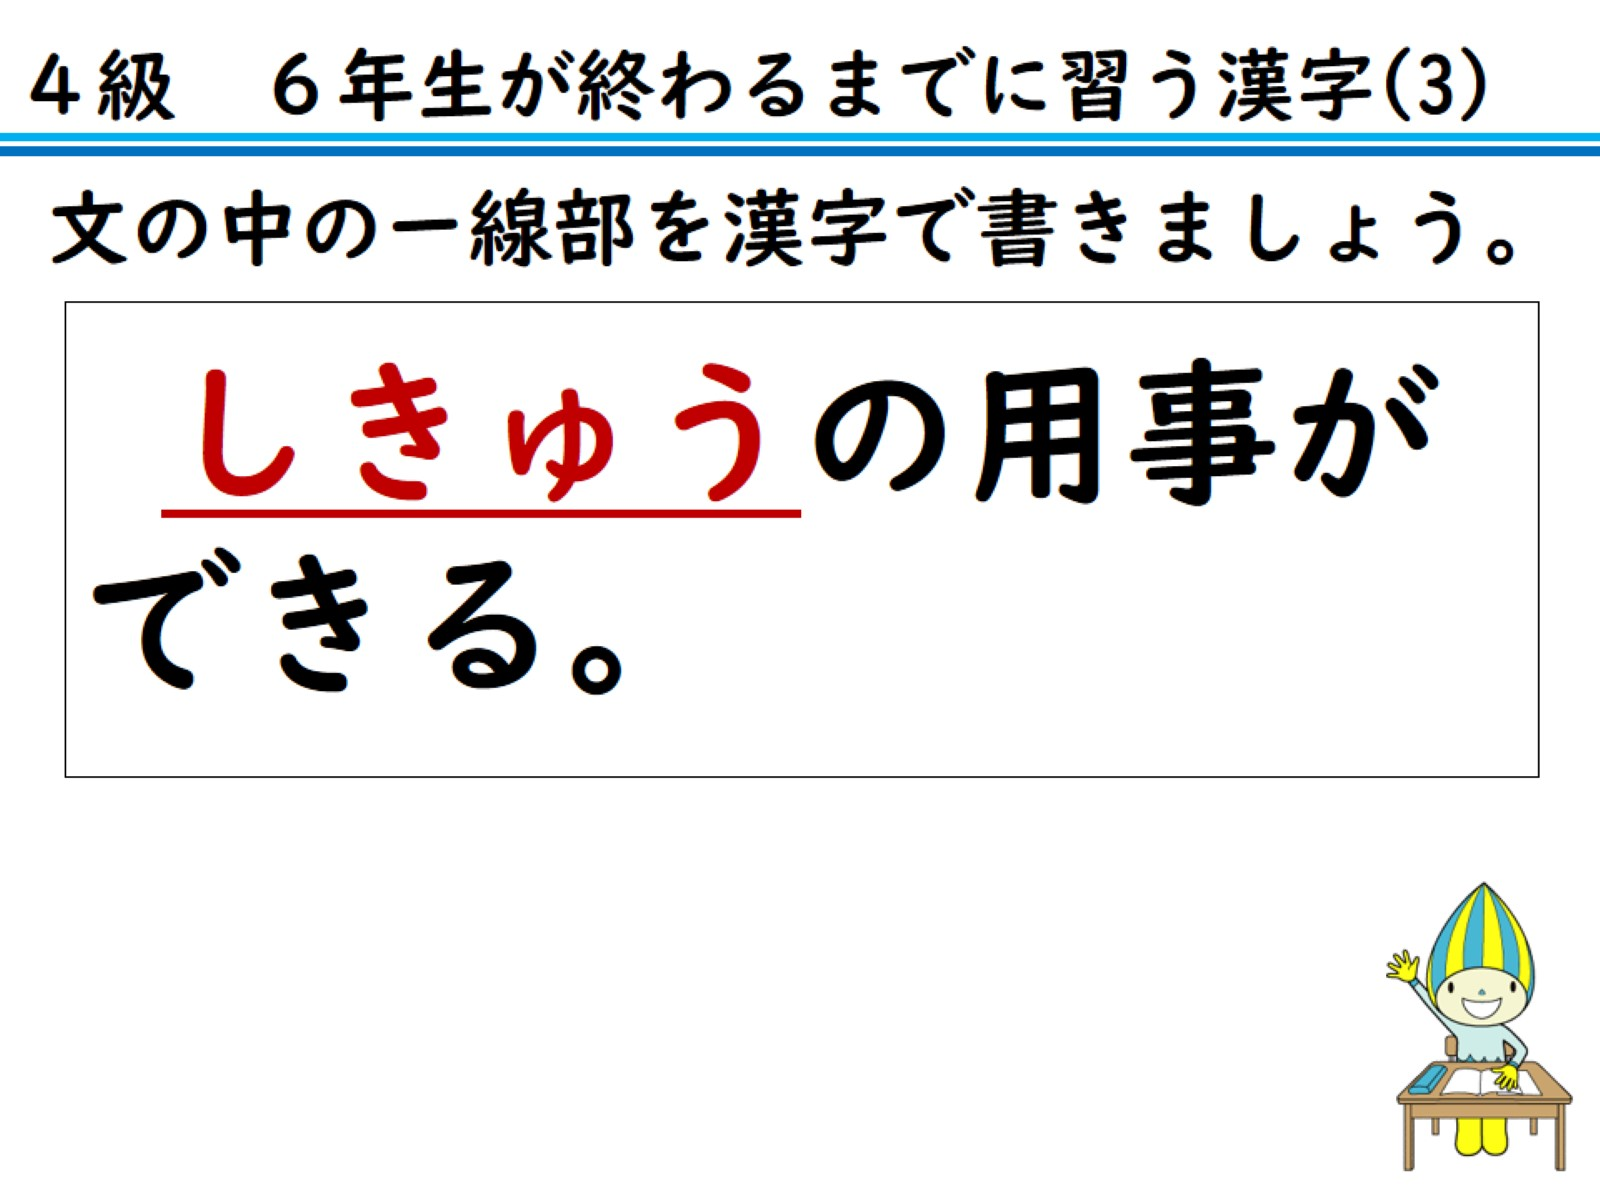 ４級　６年生が終わるまでに習う漢字(3)
文の中の―線部を漢字で書きましょう。
しきゅうの用事が
できる。